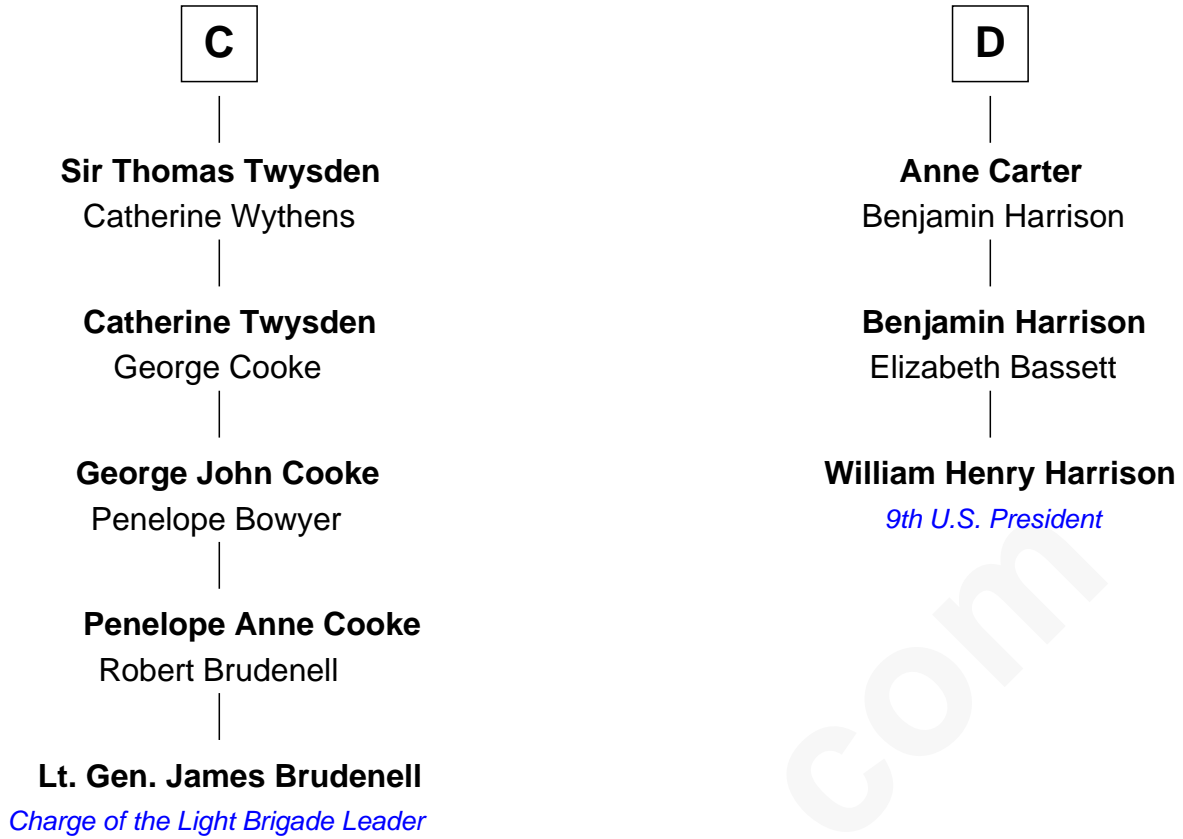 C
Sir Thomas Twysden
Catherine Wythens
Catherine Twysden
George Cooke
George John Cooke
Penelope Bowyer
Penelope Anne Cooke
Robert Brudenell
Lt. Gen. James Brudenell
Charge of the Light Brigade Leader
D
Anne Carter
Benjamin Harrison
Benjamin Harrison
Elizabeth Bassett
William Henry Harrison
9th U.S. President
com